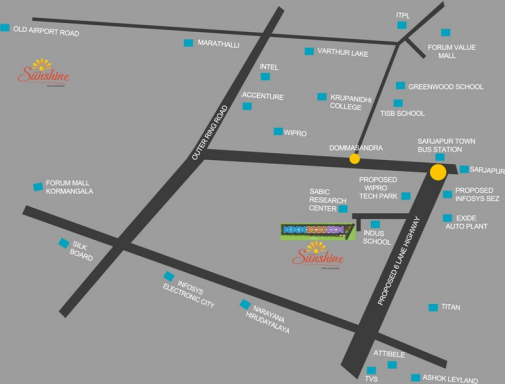 ITPL
OLD AIRPORT ROAD
MARATHALLI
VARTHUR LAKE
FORUM VALUE
MALL
Sunshine
INTEL
GREENWOOD SCHOOL
ACCENTURE
KRUPANIDHI
COLLEGE
TISB SCHOOL
OUTER RING ROAD
WIPRO
DOMMASANDRA
SARJAPUR TOWN
BUS STATION
SARJAPUR
FORUM MALL
KORMANGALA
SABIC
RESEARCH
CENTER
PROPOSED
WIPRO
TECH PARK
PROPOSED
INFOSYS SEZ
EXIDE
AUTO PLANT
INDUS
SCHOOL
Sunshine
SILK
BOARD
PROPOSED 6 LANE HIGHWAY
INFOSYS
ELECTRONIC CITY
NARAYANA
HRUDAYALAYA
TITAN
ATTIBELE
TVS
ASHOK LEYLAND